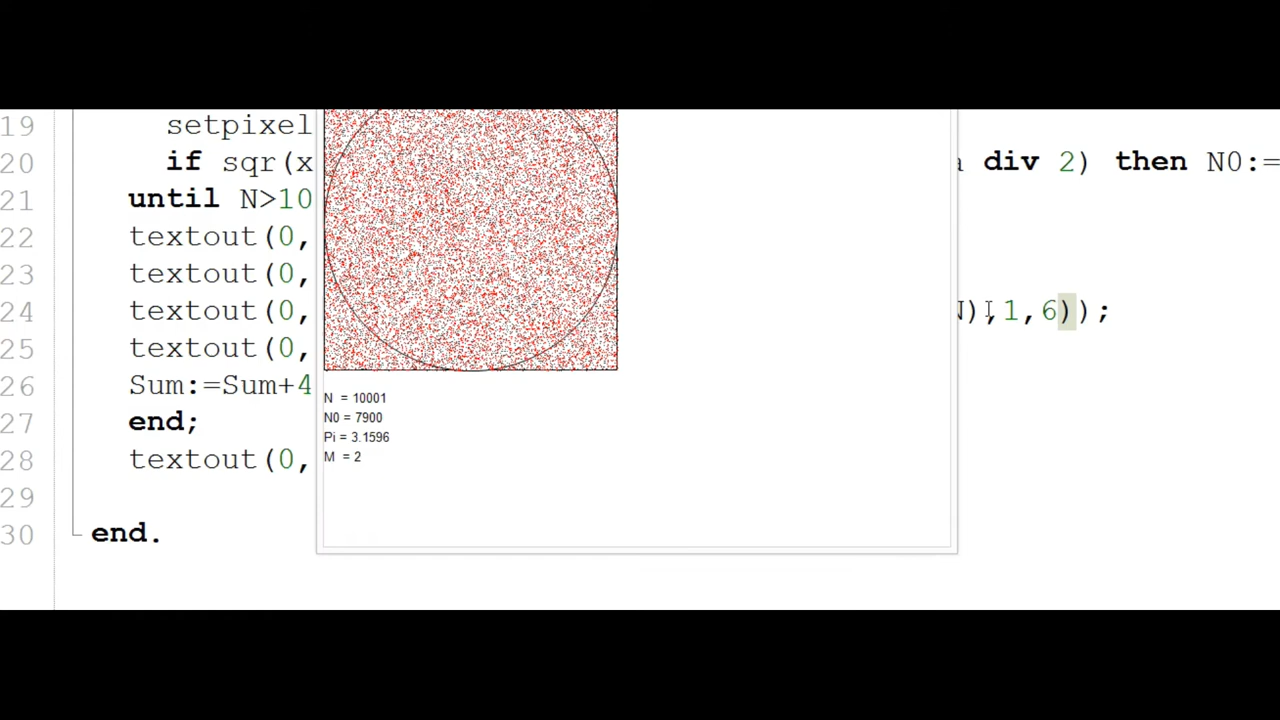 19 setpixel
20 if sqr(x a div 2) then N0:=
21 until N>10
22 textout(0,
23 textout(0,
24 textout(0, N),1,6));
25 textout(0,
26 Sum:=Sum+4
27 end;
28 textout(0,
29
30 end.
N = 10001
N0 = 7900
Pi = 3.1596
M = 2